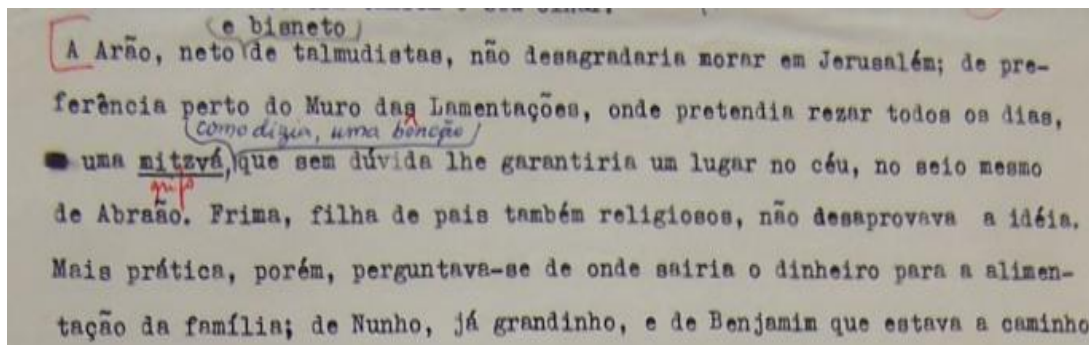 e bisneto
A Arão, neto de talmudistas, não desagradaria morar em Jerusalém; de pre-
ferência perto do Muro das Lamentações, onde pretendia rezar todos os dias,
como dizia, uma bênção
uma mitzvá, que sem dúvida lhe garantiria um lugar no céu, no seio mesmo
grifo
de Abraão. Frima, filha de pais também religiosos, não desaprovava a idéia.
Mais prática, porém, perguntava-se de onde sairia o dinheiro para a alimen-
tação da família; de Nunho, já grandinho, e de Benjamim que estava a caminho